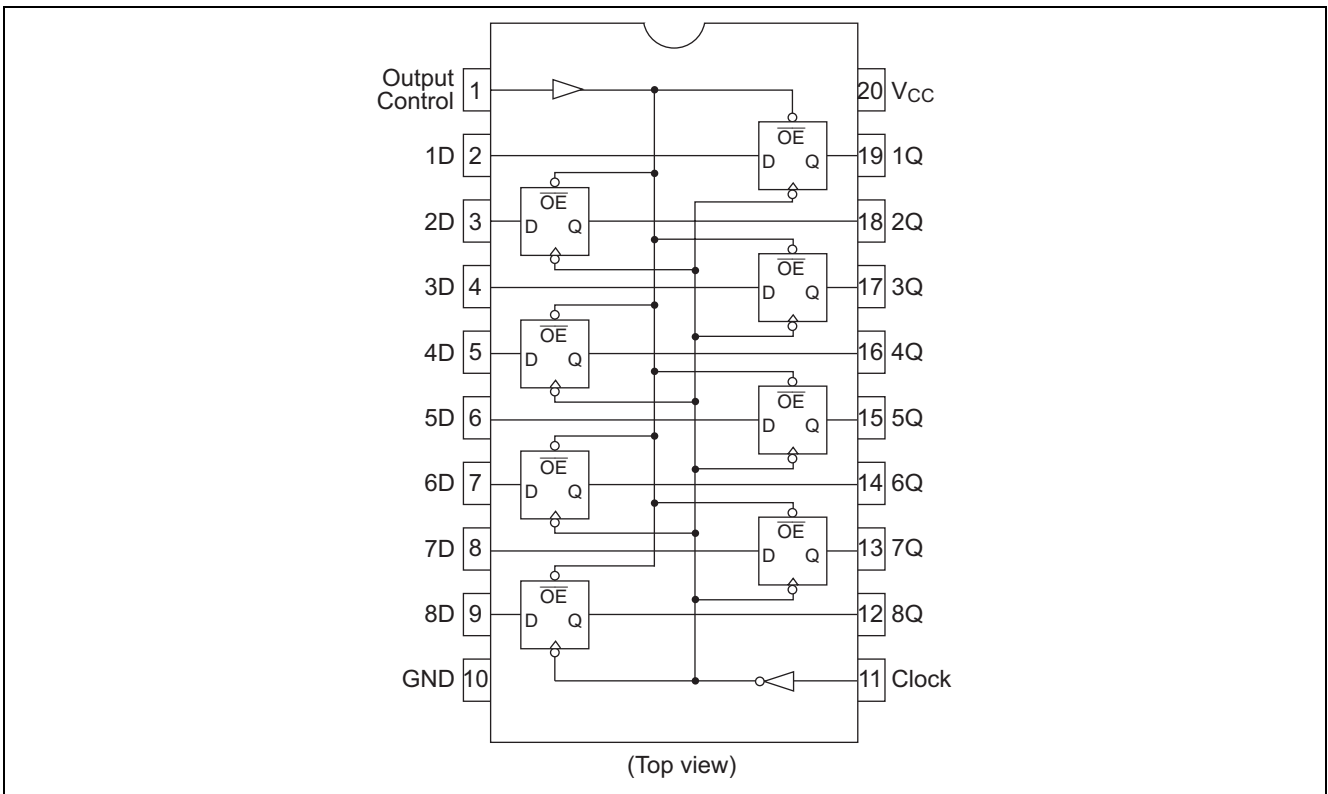 Output
Control 1 20 VCC
OE
1D 2 D Q 19 1Q
OE
2D 3 D Q 18 2Q
OE
3D 4 D Q 17 3Q
OE
4D 5 D Q 16 4Q
OE
5D 6 D Q 15 5Q
OE
6D 7 D Q 14 6Q
OE
7D 8 D Q 13 7Q
OE
8D 9 D Q 12 8Q
GND 10 11 Clock
(Top view)